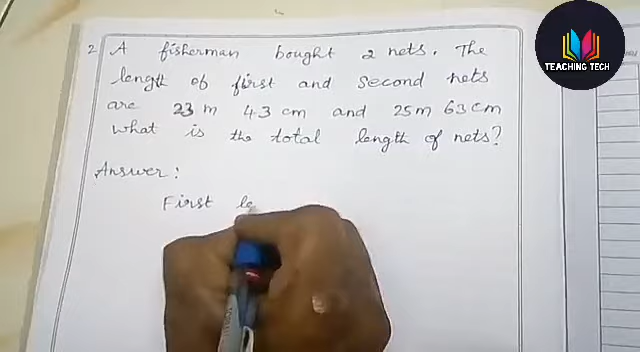 2 A fisherman bought 2 nets. The
length of first and second nets
are 23 m 43 cm and 25 m 63 cm
what is the total length of nets?
Answer:
First le
TEACHING TECH